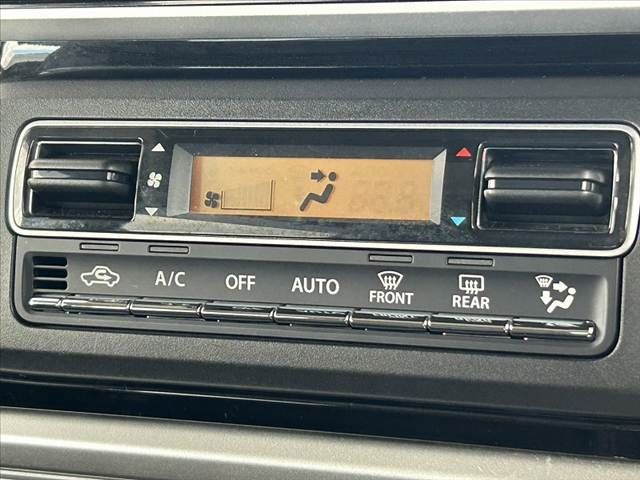 A/C OFF AUTO FRONT REAR